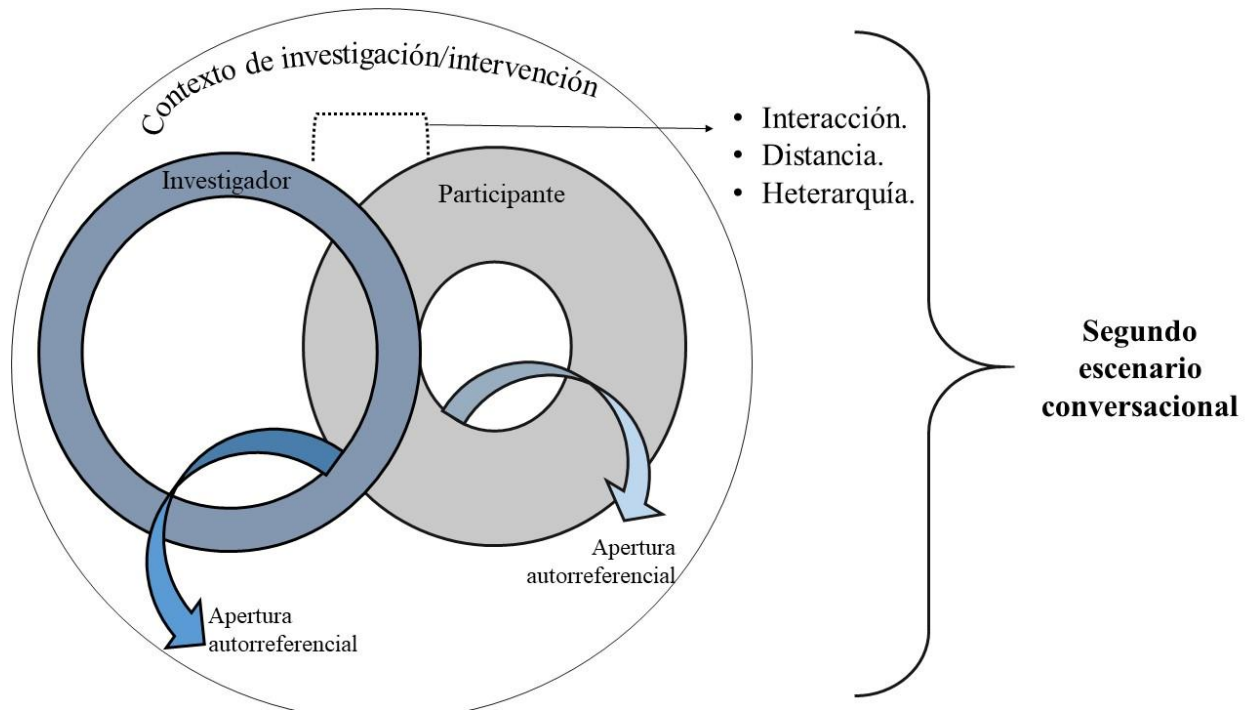 Contexto de investigación/intervención
Investigador
Participante
• Interacción.
• Distancia.
• Heterarquía.
Segundo
escenario
conversacional
Apertura
autorreferencial
Apertura
autorreferencial